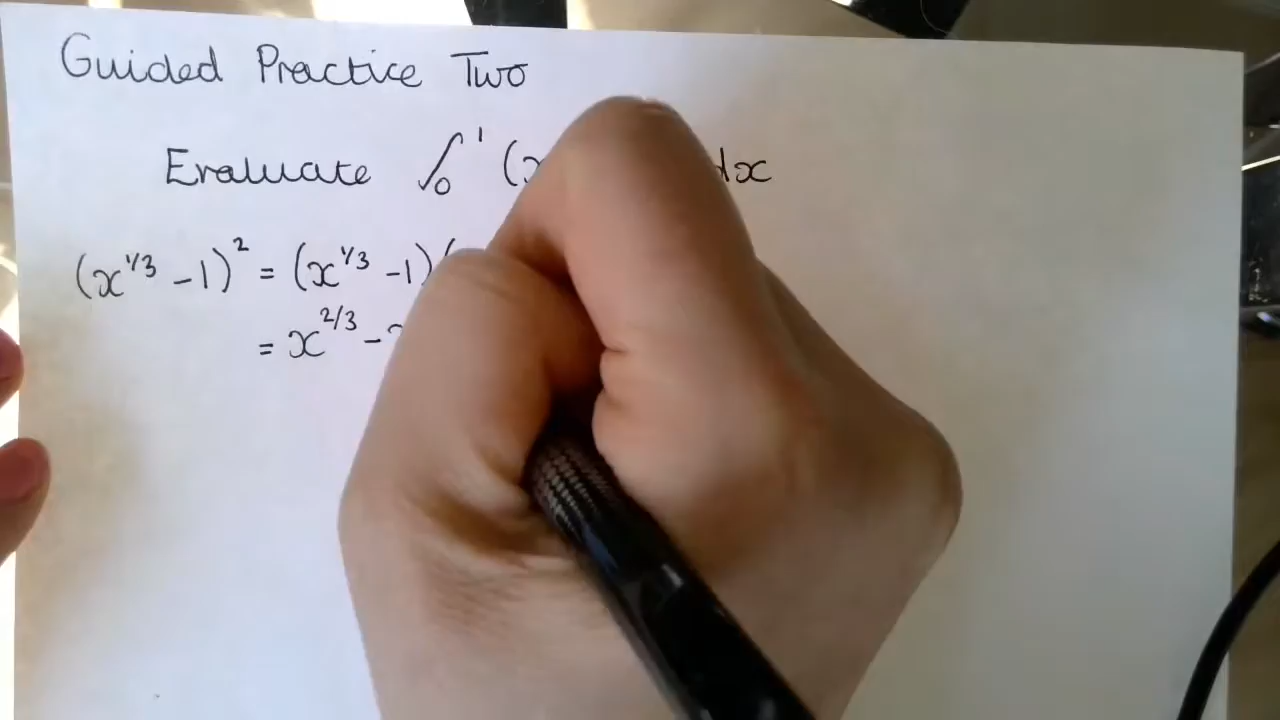 Guided Practice Two
Evaluate ∫₀¹ (x dx
(x^{1/3} - 1)² = (x^{1/3} - 1)(
= x^{2/3} -